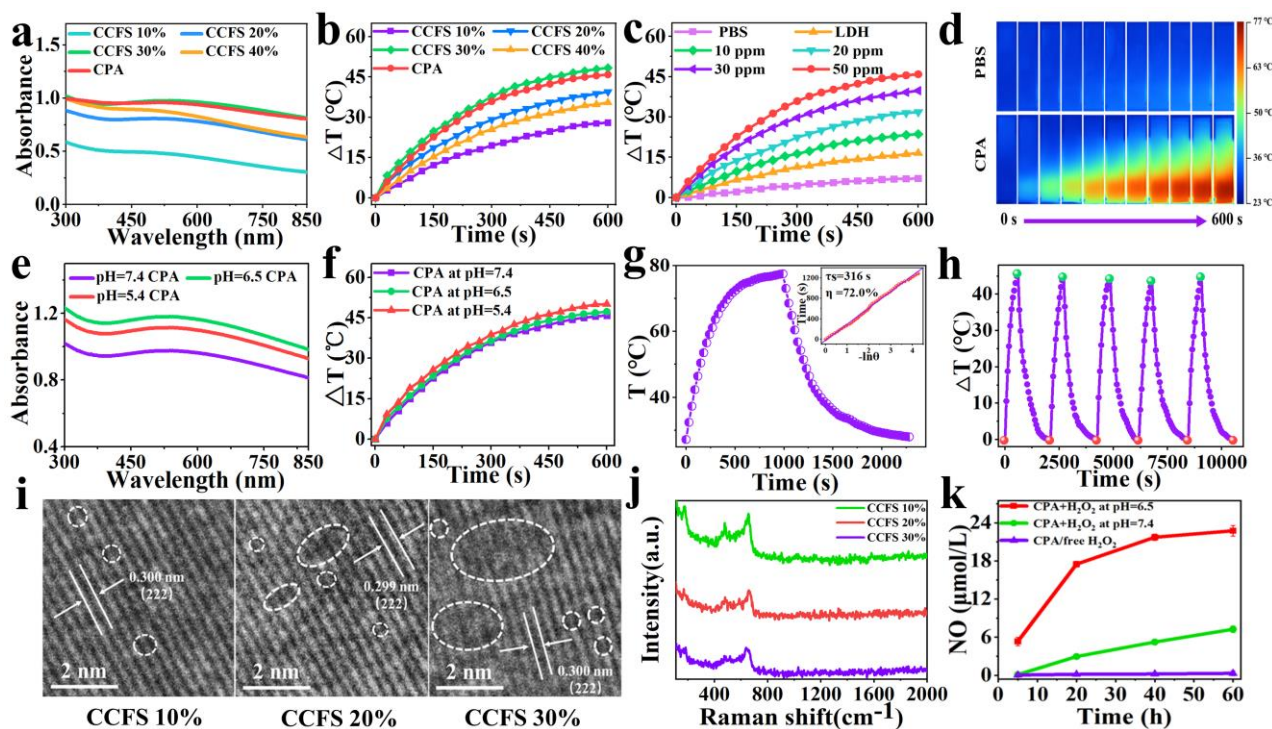 a
Absorbance
1.5
1.0
0.5
0.0
CCFS 10%
CCFS 20%
CCFS 30%
CCFS 40%
CPA
300 450 600 750 850
Wavelength (nm)
b
△T (℃)
45
30
15
0
CCFS 10%
CCFS 20%
CCFS 30%
CCFS 40%
CPA
0 150 300 450 600
Time (s)
c
△T (℃)
45
30
15
0
PBS
LDH
10 ppm
20 ppm
30 ppm
50 ppm
0 150 300 450 600
Time (s)
d
PBS
CPA
0 s
600 s
77 ℃
63 ℃
50 ℃
36 ℃
23 ℃
e
Absorbance
1.2
0.8
0.4
pH=7.4 CPA
pH=6.5 CPA
pH=5.4 CPA
300 450 600 750 850
Wavelength (nm)
f
△T (℃)
60
45
30
15
0
CPA at pH=7.4
CPA at pH=6.5
CPA at pH=5.4
0 150 300 450 600
Time (s)
g
T (℃)
80
60
40
20
τs=316 s
η =72.0%
Time (s)
1200
800
400
0
0 1 2 3 4
-lnθ
0 500 1000 1500 2000
Time (s)
h
△T (℃)
40
30
20
10
0
0 2500 5000 7500 10000
Time (s)
i
0.300 nm
(222)
2 nm
CCFS 10%
0.299 nm
(222)
2 nm
CCFS 20%
0.300 nm
(222)
2 nm
CCFS 30%
j
Intensity(a.u.)
CCFS 10%
CCFS 20%
CCFS 30%
400 800 1200 1600 2000
Raman shift(cm⁻¹)
k
NO (μmol/L)
24
18
12
6
0
CPA+H₂O₂ at pH=6.5
CPA+H₂O₂ at pH=7.4
CPA/free H₂O₂
0 10 20 30 40 50 60
Time (h)